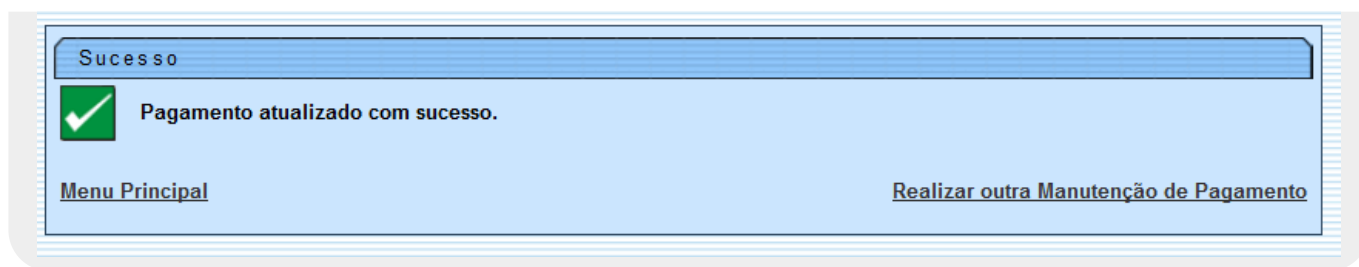 Sucesso
Pagamento atualizado com sucesso.
Menu Principal
Realizar outra Manutenção de Pagamento